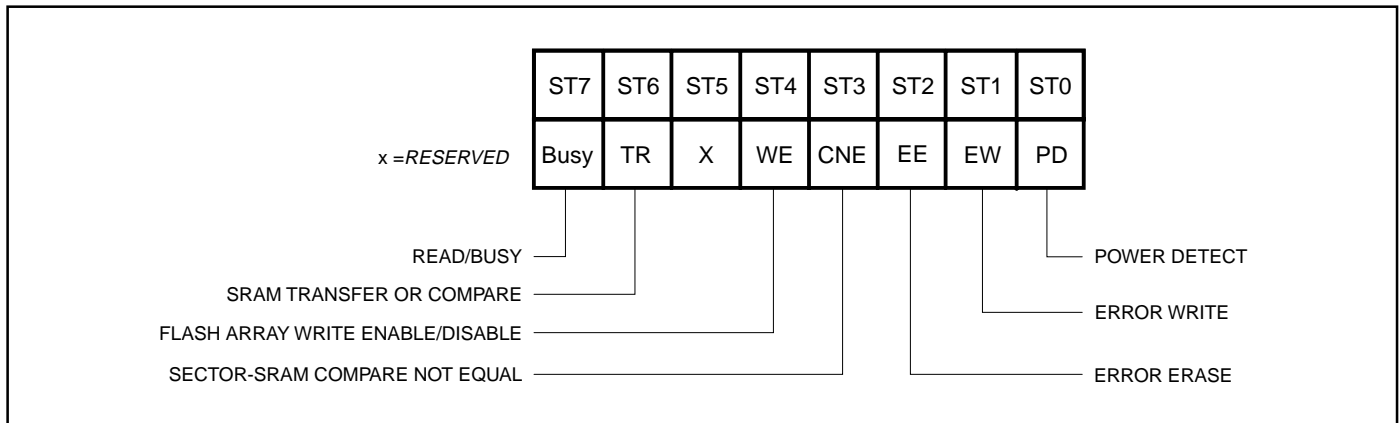 ST7 ST6 ST5 ST4 ST3 ST2 ST1 ST0
x =RESERVED Busy TR X WE CNE EE EW PD
READ/BUSY
POWER DETECT
SRAM TRANSFER OR COMPARE
ERROR WRITE
FLASH ARRAY WRITE ENABLE/DISABLE
SECTOR-SRAM COMPARE NOT EQUAL
ERROR ERASE